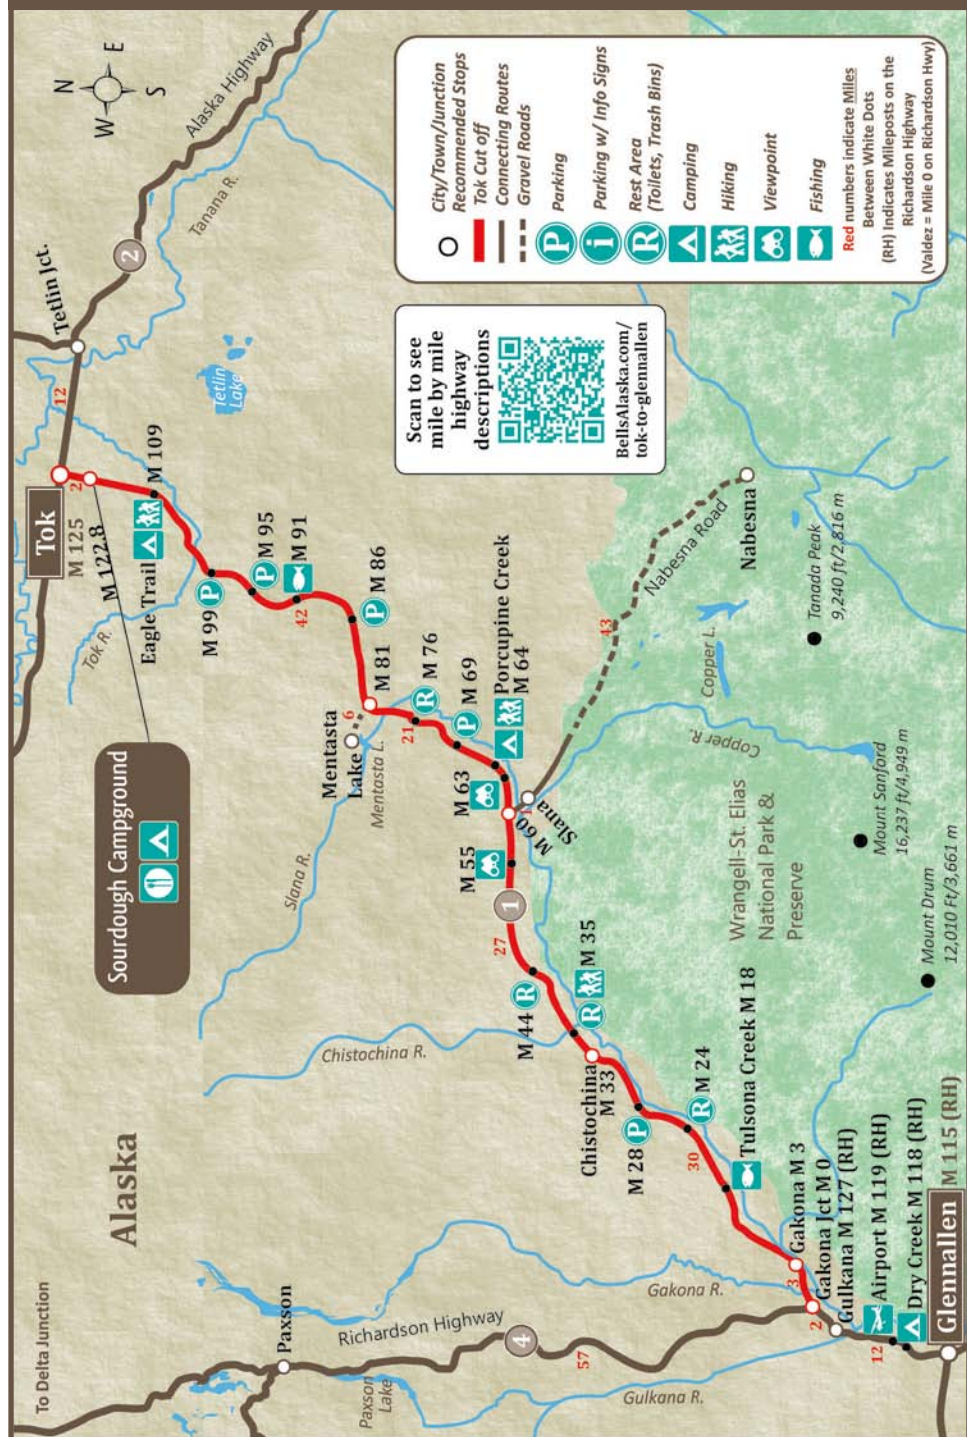 To Delta Junction
Alaska
Paxson
Paxson
Lake
Richardson Highway
4
57
Gulkana R.
Gakona R.
Chistochina R.
Slana R.
Sourdough Campground
Tok
M 125
M 122.8
2
12
Tetlin Jct.
2
Alaska Highway
Tanana R.
Tetlin
Lake
Tok R.
Eagle Trail
M 109
M 99
P
P
M 95
M 91
42
P
M 86
M 81
6
Mentasta
Lake
Mentasta L.
21
R
M 76
P
M 69
Porcupine Creek
M 64
M 63
M 60
1
Slana
M 55
1
27
M 44
R
R
M 35
Chistochina
M 33
M 28
P
R
M 24
30
Tulsona Creek M 18
3
Gakona M 3
Gakona Jct M 0
2
Gulkana M 127 (RH)
Airport M 119 (RH)
12
Dry Creek M 118 (RH)
Glennallen
M 115 (RH)
43
Nabesna Road
Nabesna
Copper L.
Copper R.
Tanada Peak
9,240 ft/2,816 m
Mount Sanford
16,237 ft/4,949 m
Mount Drum
12,010 Ft/3,661 m
Wrangell-St. Elias
National Park &
Preserve
Scan to see
mile by mile
highway
descriptions
BellsAlaska.com/
tok-to-glennallen
N
W
E
S
City/Town/Junction
Recommended Stops
Tok Cut off
Connecting Routes
Gravel Roads
P
Parking
i
Parking w/ Info Signs
R
Rest Area
(Toilets, Trash Bins)
Camping
Hiking
Viewpoint
Fishing
Red numbers indicate Miles
Between White Dots
(RH) Indicates Mileposts on the
Richardson Highway
(Valdez = Mile 0 on Richardson Hwy)